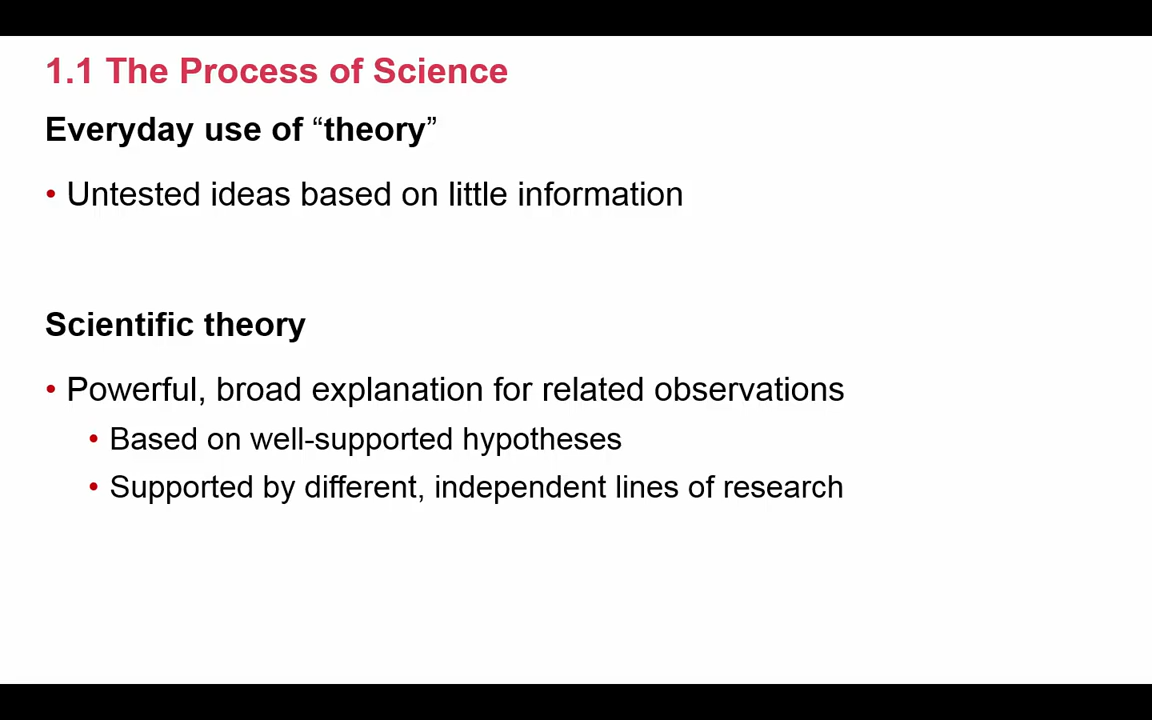 1.1 The Process of Science
Everyday use of “theory”
• Untested ideas based on little information
Scientific theory
• Powerful, broad explanation for related observations
• Based on well-supported hypotheses
• Supported by different, independent lines of research